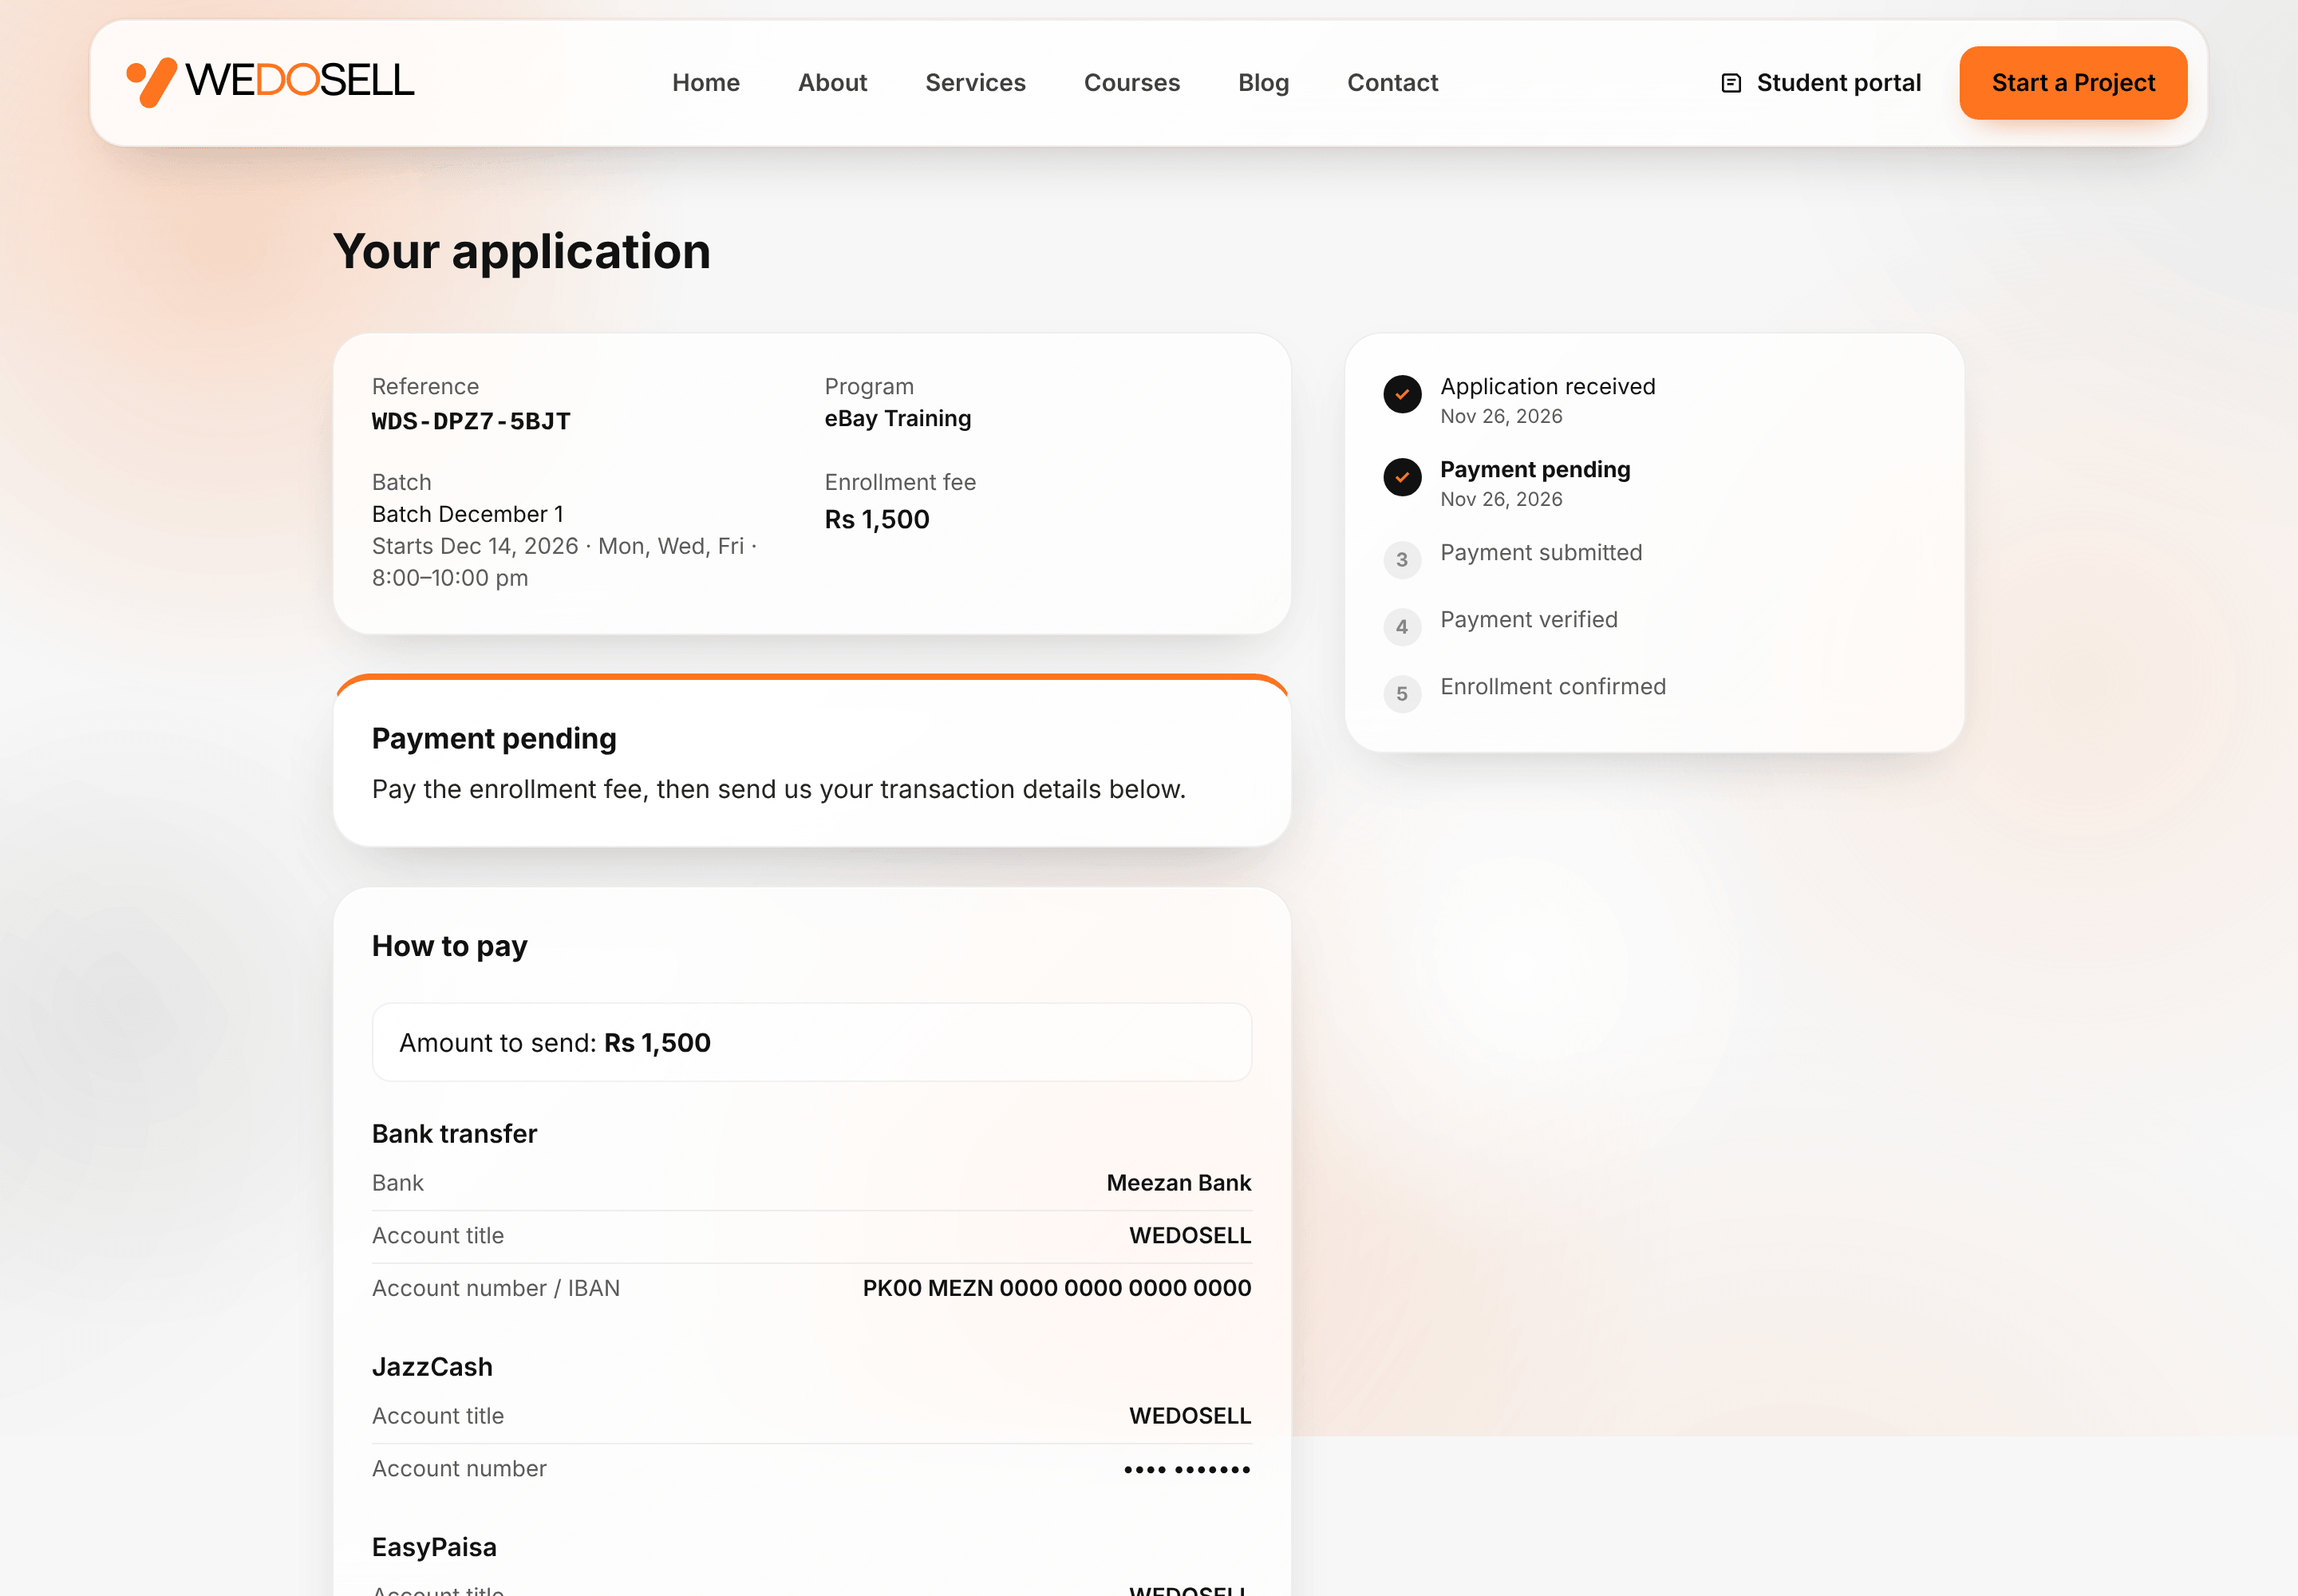 WEDOSELL
Home
About
Services
Courses
Blog
Contact
Student portal
Start a Project
Your application
Reference
WDS-DPZ7-5BJT
Program
eBay Training
Batch
Batch December 1
Starts Dec 14, 2026 · Mon, Wed, Fri ·
8:00–10:00 pm
Enrollment fee
Rs 1,500
Application received
Nov 26, 2026
Payment pending
Nov 26, 2026
3 Payment submitted
4 Payment verified
5 Enrollment confirmed
Payment pending
Pay the enrollment fee, then send us your transaction details below.
How to pay
Amount to send: Rs 1,500
Bank transfer
Bank Meezan Bank
Account title WEDOSELL
Account number / IBAN PK00 MEZN 0000 0000 0000 0000
JazzCash
Account title WEDOSELL
Account number •••• •••••••
EasyPaisa
Account title WEDOSELL